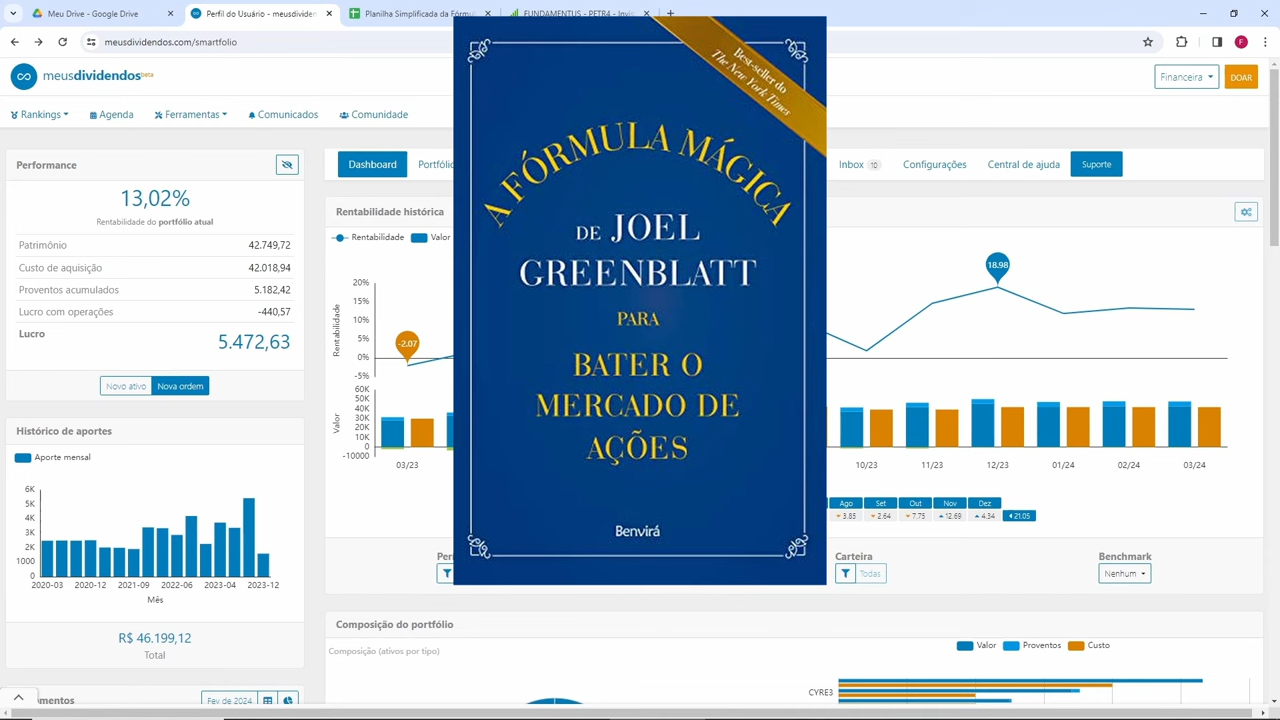 Meu Drive - Google Drive
Perfil do Usuário - meusdividen
Planilha Simplificada da Fórmu
FUNDAMENTUS - PETR4 - Invi
meusdividendos.com/smartfolio
F
meusdividendosbeta
Financeira
DOAR
Rankings
Agenda
Ferramentas
Comunicados
Comunidade
Performance
13,02%
Rentabilidade do portfólio atual
Patrimônio 42.749,72
Custo de aquisição 42.018,94
Proventos acumulados 5.182,42
Lucro com operações -440,57
Lucro
5.472,63
Novo ativo
Nova ordem
Histórico de aportes
Aporte mensal
6K
5K
4K
3K
2K
1000
0
2020-03 2020-12 2021-09 2022-06 2023-04 2023-12
Mês
R$ 46.199,12
Total
mentos
Fev de 2024
Dashboard
Portfólio
Inbox 10
Configurações
Central de ajuda
Suporte
Rentabilidade histórica
Rentabilidade
Valor
20%
15%
10%
5%
0%
-5%
Rentabilidade
-2.07
18.98
60K
50K
40K
30K
20K
10K
0
-10000
Valor
03/23 10/23 11/23 12/23 01/24 02/24 03/24
Ago Set Out Nov Dez
3.85 2.64 7.75 12.69 4.34 21.05
Carteira
Todas
Benchmark
Nenhum
Composição do portfólio
Composição (ativos por tipo)
Valor Proventos Custo
CYRE3
Best-seller do
The New York Times
A FÓRMULA MÁGICA
DE JOEL
GREENBLATT
PARA
BATER O
MERCADO DE
AÇÕES
Benvirá